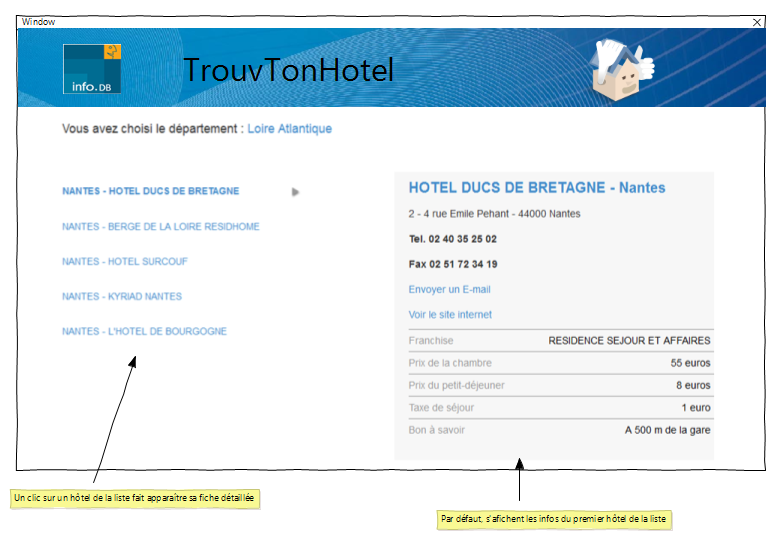 Window
info.DB
TrouvTonHotel
Vous avez choisi le département : Loire Atlantique
NANTES - HOTEL DUCS DE BRETAGNE
NANTES - BERGE DE LA LOIRE RESIDHOME
NANTES - HOTEL SURCOUF
NANTES - KYRIAD NANTES
NANTES - L'HOTEL DE BOURGOGNE
HOTEL DUCS DE BRETAGNE - Nantes
2 - 4 rue Emile Pehant - 44000 Nantes
Tel. 02 40 35 25 02
Fax 02 51 72 34 19
Envoyer un E-mail
Voir le site internet
Franchise RESIDENCE SEJOUR ET AFFAIRES
Prix de la chambre 55 euros
Prix du petit-déjeuner 8 euros
Taxe de séjour 1 euro
Bon à savoir A 500 m de la gare
Un clic sur un hôtel de la liste fait apparaître sa fiche détaillée
Par défaut, s'afichent les infos du premier hôtel de la liste